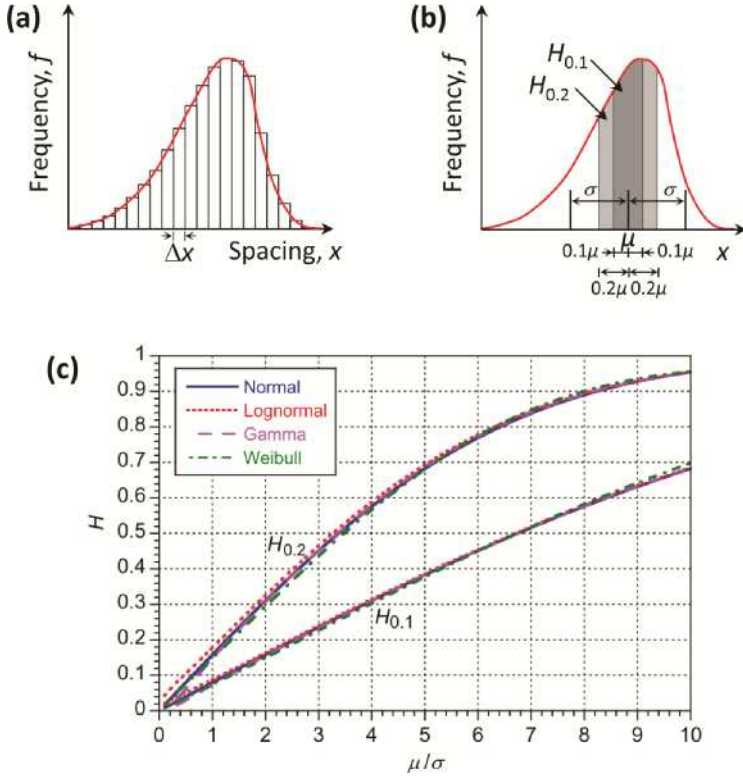 (a)
Frequency, f
Δx
Spacing, x
(b)
Frequency, f
H0.1
H0.2
σ σ
μ
0.1μ 0.1μ
x
0.2μ 0.2μ
(c)
1
0.9
0.8
0.7
0.6
0.5
0.4
0.3
0.2
0.1
0
H
Normal
Lognormal
Gamma
Weibull
H0.2
H0.1
0 1 2 3 4 5 6 7 8 9 10
μ/σ